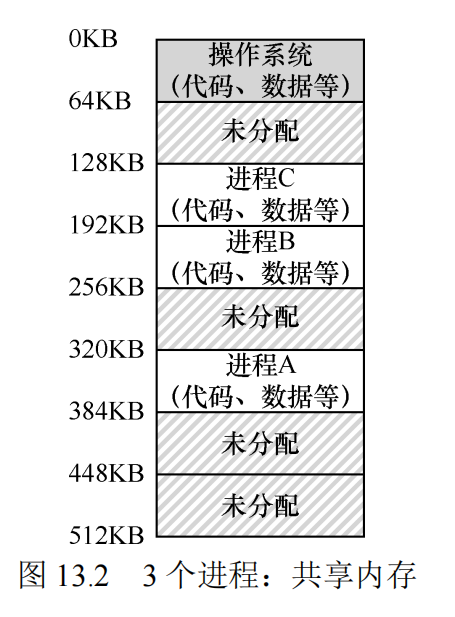 0KB
操作系统
（代码、数据等）
64KB
未分配
128KB
进程C
（代码、数据等）
192KB
进程B
（代码、数据等）
256KB
未分配
320KB
进程A
（代码、数据等）
384KB
未分配
448KB
未分配
512KB
图 13.2 3 个进程：共享内存